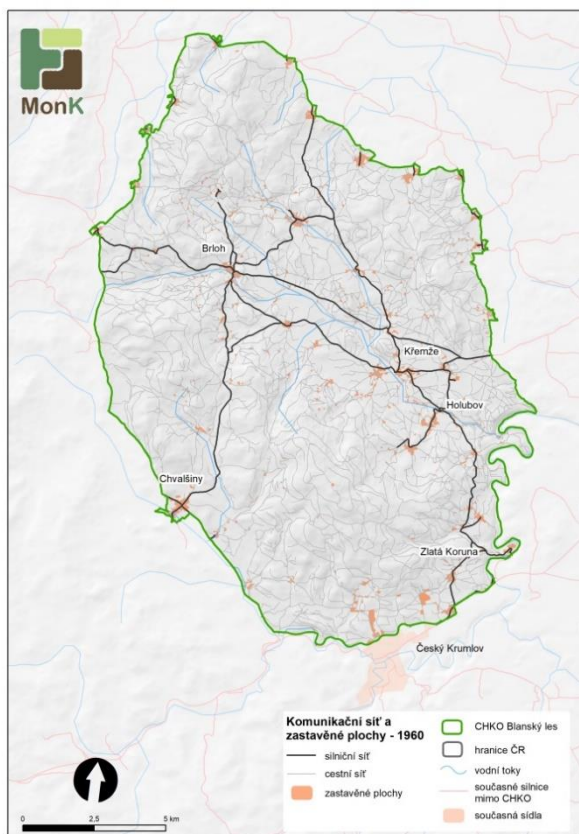 MonK
Brloh
Křemže
Holubov
Chvalšiny
Zlatá Koruna
Český Krumlov
Komunikační síť a
zastavěné plochy - 1960
silniční síť
cestní síť
zastavěné plochy
CHKO Blanský les
hranice ČR
vodní toky
současné silnice
mimo CHKO
současná sídla
0 2,5 5 km